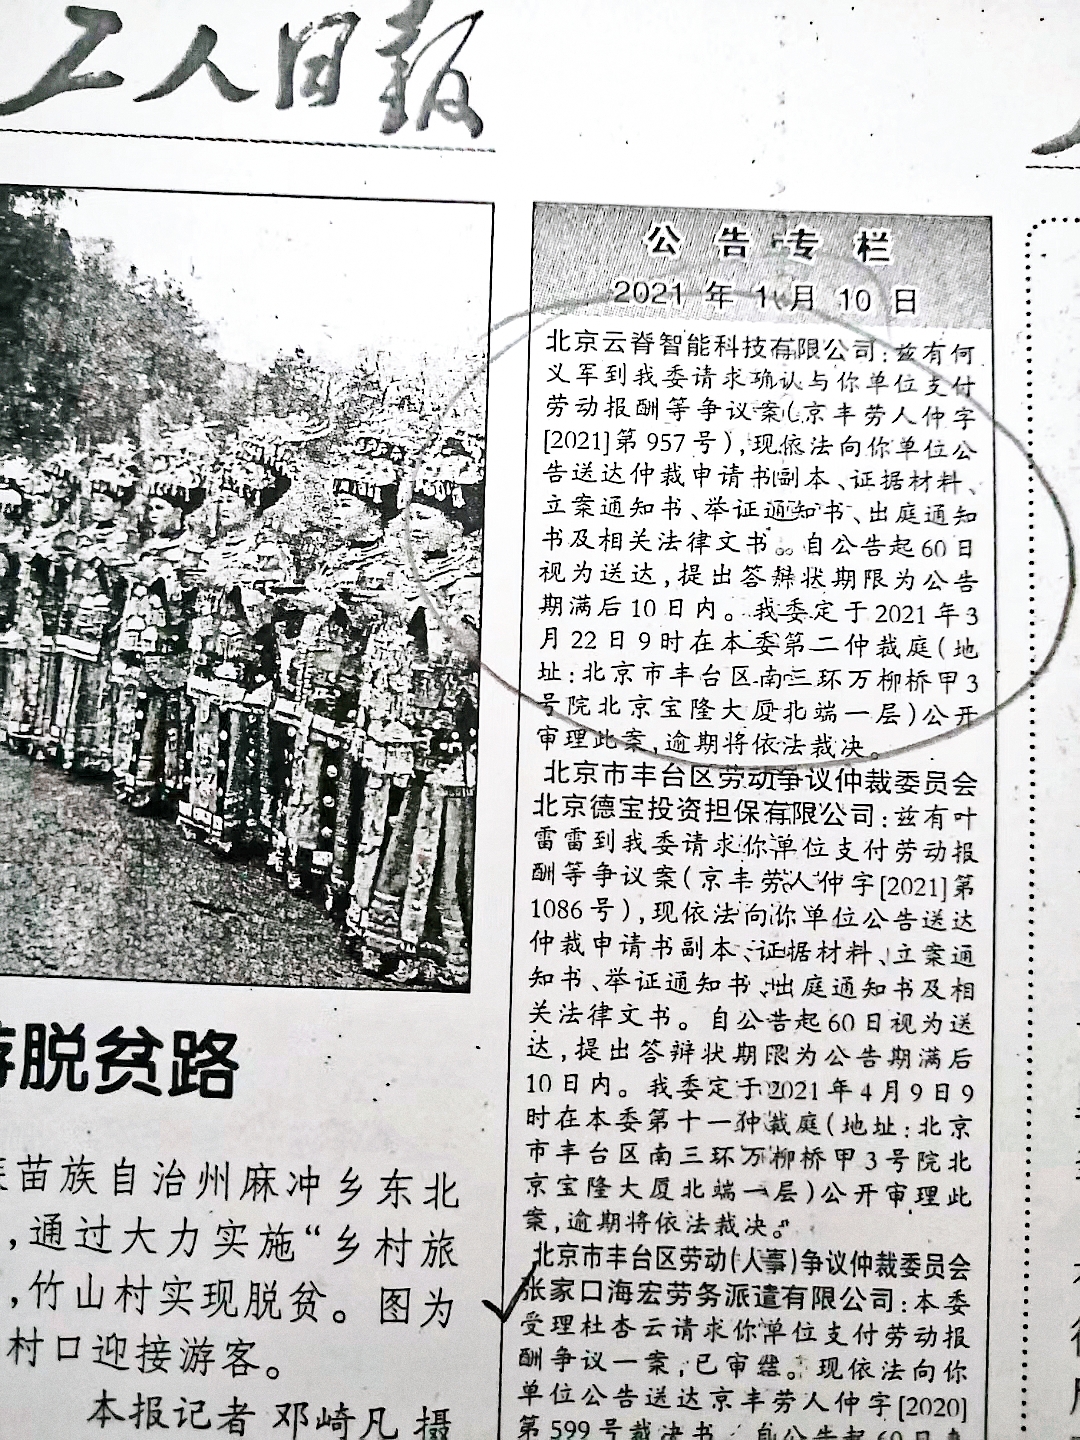 工人日报
公告专栏
2021年1月10日
北京云脊智能科技有限公司:兹有何
义军到我委请求确认与你单位支付
劳动报酬等争议案(京丰劳人仲字
[2021]第957号),现依法向你单位公
告送达仲裁申请书副本、证据材料、
立案通知书、举证通知书、出庭通知
书及相关法律文书。自公告起60日
视为送达,提出答辩状期限为公告
期满后10日内。我委定于2021年3
月22日9时在本委第二仲裁庭(地
址:北京市丰台区南三环万柳桥甲3
号院北京宝隆大厦北端一层)公开
审理此案,逾期将依法裁决。
北京市丰台区劳动争议仲裁委员会
北京德宝投资担保有限公司:兹有叶
雷雷到我委请求你单位支付劳动报
酬等争议案(京丰劳人仲字[2021]第
1086号),现依法向你单位公告送达
仲裁申请书副本、证据材料、立案通
知书、举证通知书、出庭通知书及相
关法律文书。自公告起60日视为送
达,提出答辩状期限为公告期满后
10日内。我委定于2021年4月9日9
时在本委第十一仲裁庭(地址:北京
市丰台区南三环万柳桥甲3号院北
京宝隆大厦北端一层)公开审理此
案,逾期将依法裁决。
北京市丰台区劳动(人事)争议仲裁委员会
张家口海宏劳务派遣有限公司:本委
受理杜杏云请求你单位支付劳动报
酬争议一案,已审结。现依法向你
单位公告送达京丰劳人仲字[2020]
第599号裁决书。自公告起60日
脱贫路
苗族自治州麻冲乡东北
,通过大力实施“乡村旅
,竹山村实现脱贫。图为
村口迎接游客。
本报记者 邓崎凡 摄